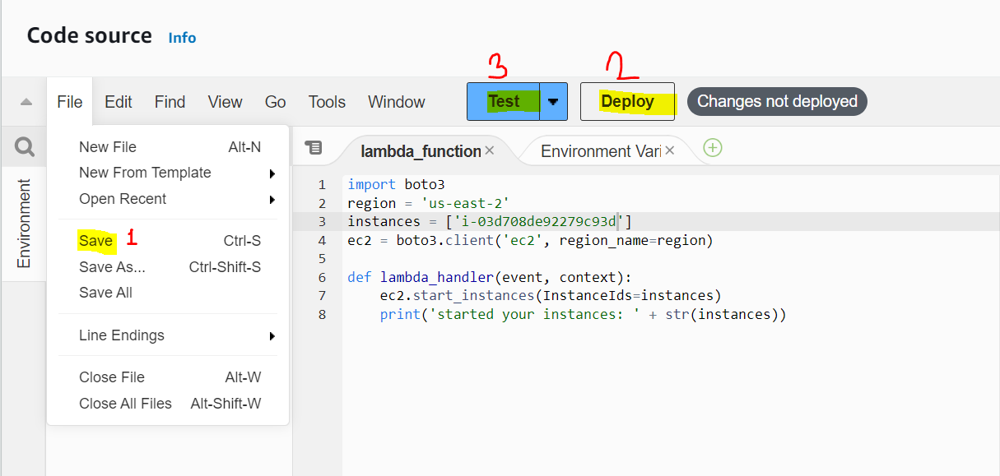 Code source Info
3 2
File Edit Find View Go Tools Window Test Deploy Changes not deployed
New File Alt-N
New From Template
Open Recent
Save 1 Ctrl-S
Save As... Ctrl-Shift-S
Save All
Line Endings
Close File Alt-W
Close All Files Alt-Shift-W
Environment
lambda_function × Environment Vari ×
1 import boto3
2 region = 'us-east-2'
3 instances = ['i-03d708de92279c93d']
4 ec2 = boto3.client('ec2', region_name=region)
5
6 def lambda_handler(event, context):
7     ec2.start_instances(InstanceIds=instances)
8     print('started your instances: ' + str(instances))